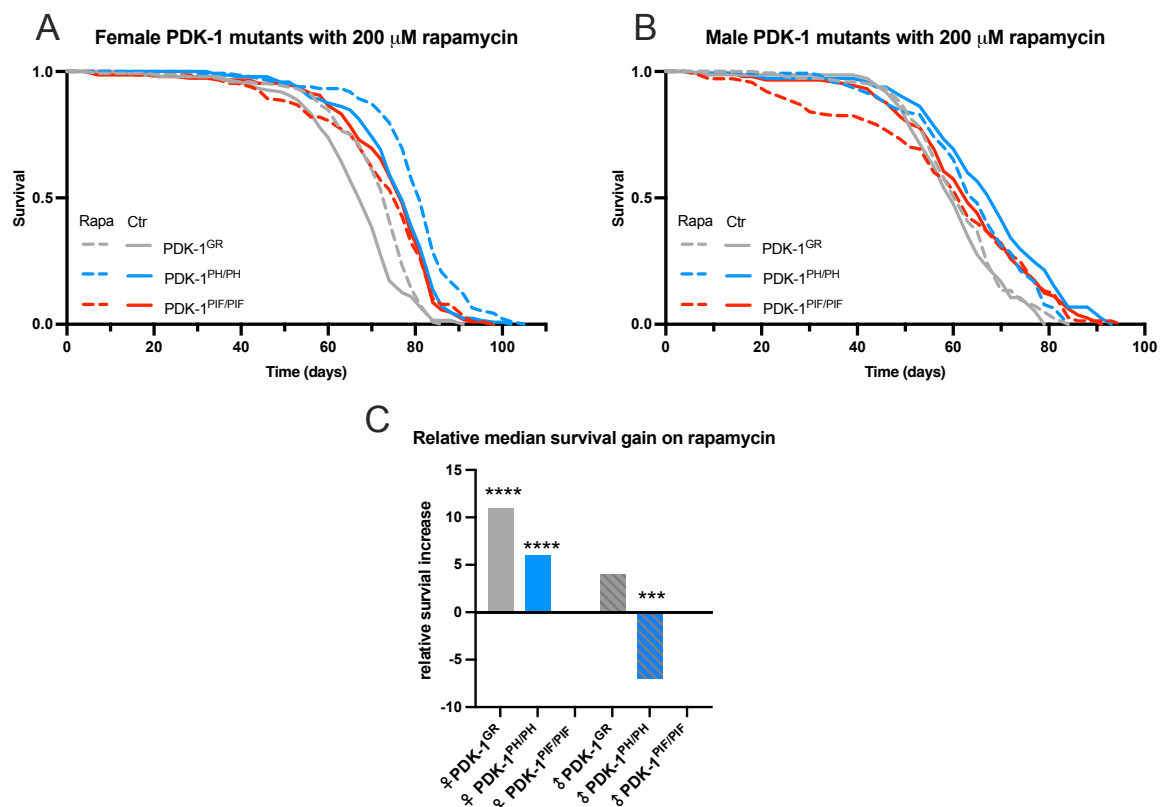 A
Female PDK-1 mutants with 200 μM rapamycin
1.0
0.5
0.0
Survival
Rapa Ctr
PDK-1GR
PDK-1PH/PH
PDK-1PIF/PIF
0 20 40 60 80 100
Time (days)
B
Male PDK-1 mutants with 200 μM rapamycin
1.0
0.5
0.0
Survival
Rapa Ctr
PDK-1GR
PDK-1PH/PH
PDK-1PIF/PIF
0 20 40 60 80 100
Time (days)
C
Relative median survival gain on rapamycin
relative survial increase
15
10
5
0
-5
-10
****
****
***
♀PDK-1GR
♀ PDK-1PH/PH
♀ PDK-1PIF/PIF
♂PDK-1GR
♂PDK-1PH/PH
♂PDK-1PIF/PIF